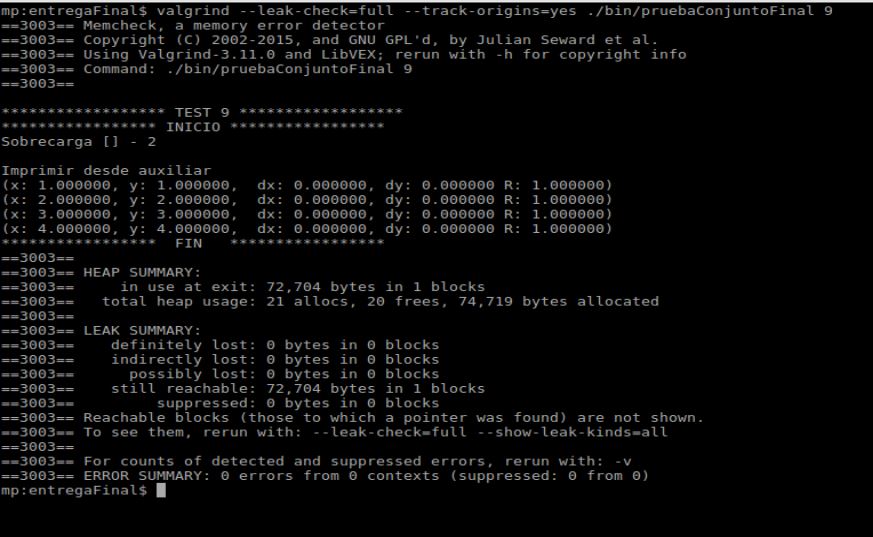 mp:entregaFinal$ valgrind --leak-check=full --track-origins=yes ./bin/pruebaConjuntoFinal 9
==3003== Memcheck, a memory error detector
==3003== Copyright (C) 2002-2015, and GNU GPL'd, by Julian Seward et al.
==3003== Using Valgrind-3.11.0 and LibVEX; rerun with -h for copyright info
==3003== Command: ./bin/pruebaConjuntoFinal 9
==3003==
****************** TEST 9 ******************
***************** INICIO *****************
Sobrecarga [] - 2
Imprimir desde auxiliar
(x: 1.000000, y: 1.000000,  dx: 0.000000, dy: 0.000000 R: 1.000000)
(x: 2.000000, y: 2.000000,  dx: 0.000000, dy: 0.000000 R: 1.000000)
(x: 3.000000, y: 3.000000,  dx: 0.000000, dy: 0.000000 R: 1.000000)
(x: 4.000000, y: 4.000000,  dx: 0.000000, dy: 0.000000 R: 1.000000)
*****************  FIN   *****************
==3003==
==3003== HEAP SUMMARY:
==3003==     in use at exit: 72,704 bytes in 1 blocks
==3003==   total heap usage: 21 allocs, 20 frees, 74,719 bytes allocated
==3003==
==3003== LEAK SUMMARY:
==3003==    definitely lost: 0 bytes in 0 blocks
==3003==    indirectly lost: 0 bytes in 0 blocks
==3003==      possibly lost: 0 bytes in 0 blocks
==3003==    still reachable: 72,704 bytes in 1 blocks
==3003==         suppressed: 0 bytes in 0 blocks
==3003== Reachable blocks (those to which a pointer was found) are not shown.
==3003== To see them, rerun with: --leak-check=full --show-leak-kinds=all
==3003==
==3003== For counts of detected and suppressed errors, rerun with: -v
==3003== ERROR SUMMARY: 0 errors from 0 contexts (suppressed: 0 from 0)
mp:entregaFinal$